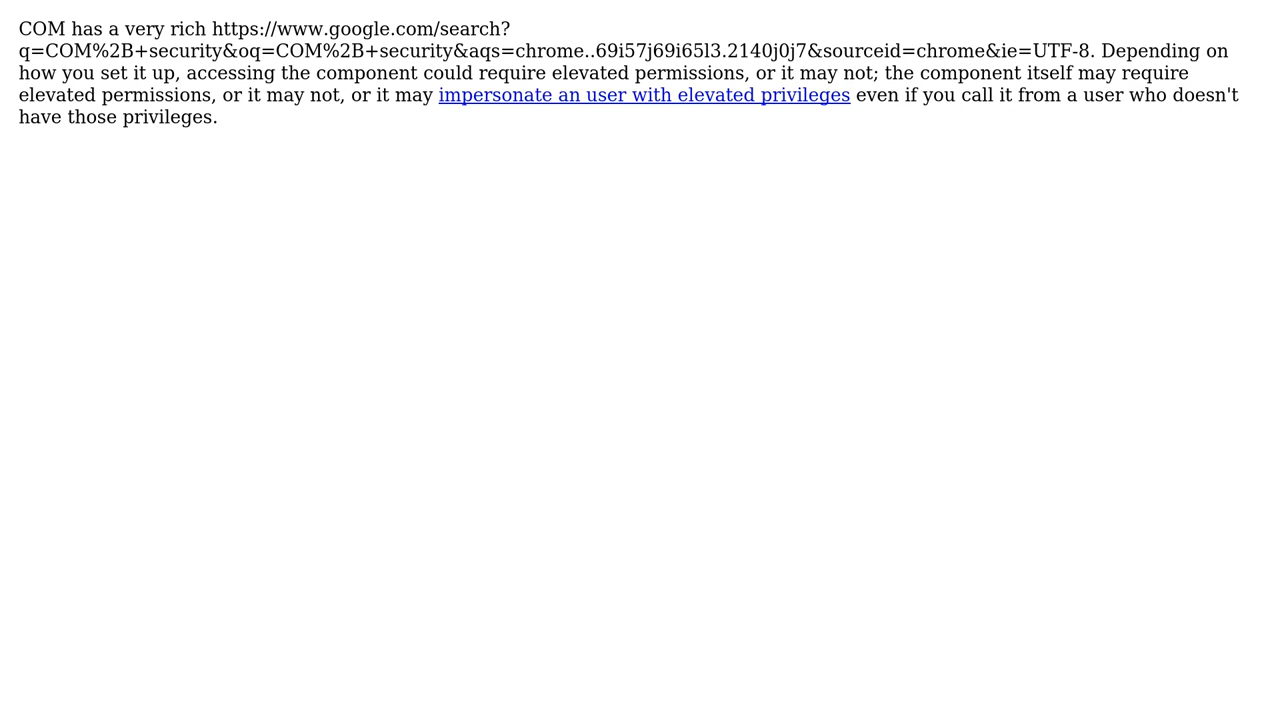 COM has a very rich https://www.google.com/search?
q=COM%2B+security&oq=COM%2B+security&aqs=chrome..69i57j69i65l3.2140j0j7&sourceid=chrome&ie=UTF-8. Depending on
how you set it up, accessing the component could require elevated permissions, or it may not; the component itself may require
elevated permissions, or it may not, or it may impersonate an user with elevated privileges even if you call it from a user who doesn't
have those privileges.